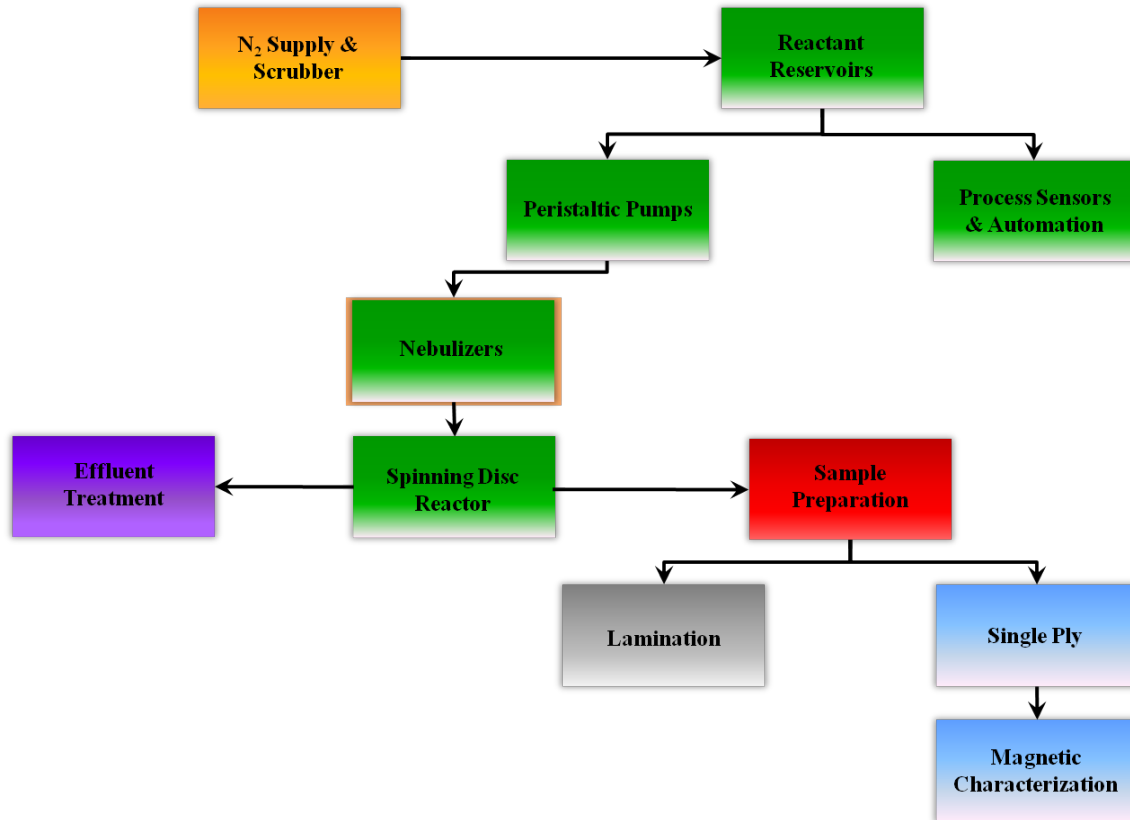 N₂ Supply &
Scrubber
Reactant
Reservoirs
Peristaltic Pumps
Process Sensors
& Automation
Nebulizers
Effluent
Treatment
Spinning Disc
Reactor
Sample
Preparation
Lamination
Single Ply
Magnetic
Characterization